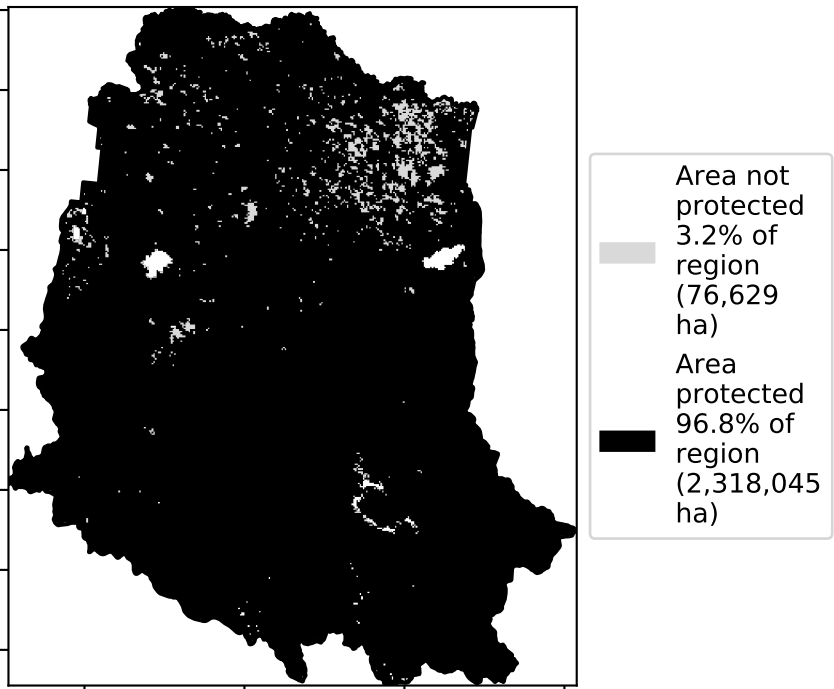 Area not
protected
3.2% of
region
(76,629
ha)
Area
protected
96.8% of
region
(2,318,045
ha)